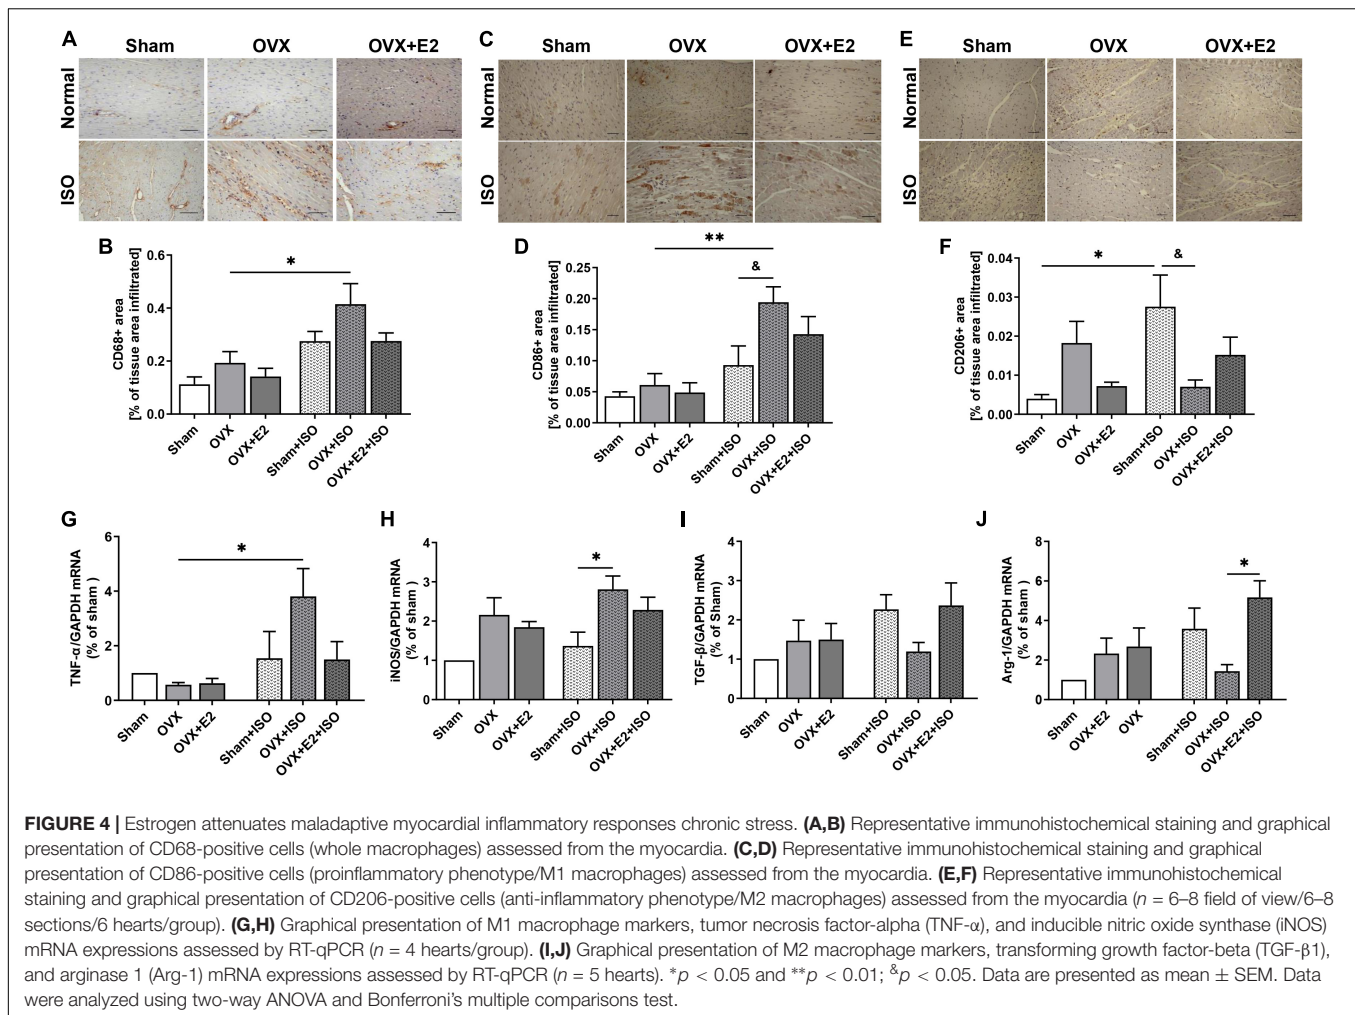 A
Sham
OVX
OVX+E2
Normal
ISO
C
Sham
OVX
OVX+E2
Normal
ISO
E
Sham
OVX
OVX+E2
Normal
ISO
B
CD68+ area
[% of tissue area infiltrated]
0.6
0.4
0.2
0.0
*
Sham
OVX
OVX+E2
Sham+ISO
OVX+ISO
OVX+E2+ISO
D
CD86+ area
[% of tissue area infiltrated]
0.25
0.20
0.15
0.10
0.05
0.00
**
&
Sham
OVX
OVX+E2
Sham+ISO
OVX+ISO
OVX+E2+ISO
F
CD206+ area
[% of tissue area infiltrated]
0.04
0.03
0.02
0.01
0.00
*
&
Sham
OVX
OVX+E2
Sham+ISO
OVX+ISO
OVX+E2+ISO
G
TNF-α/GAPDH mRNA
(% of sham )
6
4
2
0
*
Sham
OVX
OVX+E2
Sham+ISO
OVX+ISO
OVX+E2+ISO
H
iNOS/GAPDH mRNA
(% of sham)
4
3
2
1
0
*
Sham
OVX
OVX+E2
Sham+ISO
OVX+ISO
OVX+E2+ISO
I
TGF-β/GAPDH mRNA
(% of Sham)
4
3
2
1
0
Sham
OVX
OVX+E2
Sham+ISO
OVX+ISO
OVX+E2+ISO
J
Arg-1/GAPDH mRNA
(% of sham )
8
6
4
2
0
*
Sham
OVX+E2
OVX
Sham+ISO
OVX+ISO
OVX+E2+ISO
FIGURE 4 | Estrogen attenuates maladaptive myocardial inflammatory responses chronic stress. (A,B) Representative immunohistochemical staining and graphical
presentation of CD68-positive cells (whole macrophages) assessed from the myocardia. (C,D) Representative immunohistochemical staining and graphical
presentation of CD86-positive cells (proinflammatory phenotype/M1 macrophages) assessed from the myocardia. (E,F) Representative immunohistochemical
staining and graphical presentation of CD206-positive cells (anti-inflammatory phenotype/M2 macrophages) assessed from the myocardia (n = 6–8 field of view/6–8
sections/6 hearts/group). (G,H) Graphical presentation of M1 macrophage markers, tumor necrosis factor-alpha (TNF-α), and inducible nitric oxide synthase (iNOS)
mRNA expressions assessed by RT-qPCR (n = 4 hearts/group). (I,J) Graphical presentation of M2 macrophage markers, transforming growth factor-beta (TGF-β1),
and arginase 1 (Arg-1) mRNA expressions assessed by RT-qPCR (n = 5 hearts). *p < 0.05 and **p < 0.01; &p < 0.05. Data are presented as mean ± SEM. Data
were analyzed using two-way ANOVA and Bonferroni's multiple comparisons test.